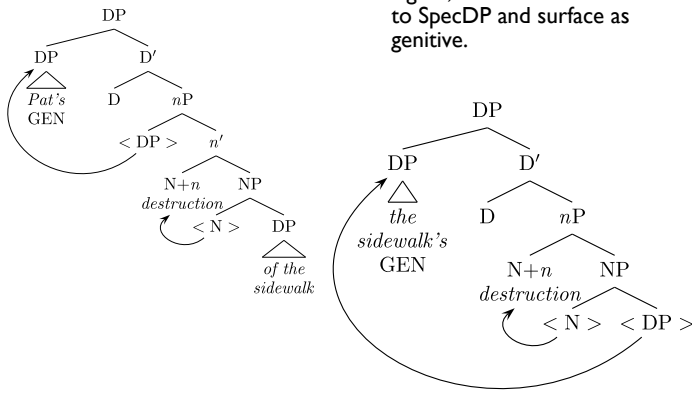 to SpecDP and surface as
genitive.
DP
DP D′
Pat's D nP
GEN
< DP > n′
N+n NP
destruction
< N > DP
of the
sidewalk
DP
DP D′
the D nP
sidewalk's
GEN N+n NP
destruction
< N > < DP >